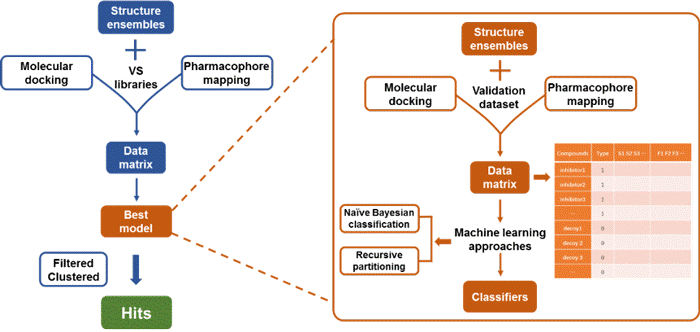 Structure
ensembles
VS
libraries
Molecular
docking
Pharmacophore
mapping
Data
matrix
Best
model
Filtered
Clustered
Hits
Structure
ensembles
Validation
dataset
Molecular
docking
Pharmacophore
mapping
Data
matrix
Machine learning
approaches
Naïve Bayesian
classification
Recursive
partitioning
Classifiers
Compounds Type S1 S2 S3 ··· F1 F2 F3 ···
inhibitor1 1
inhibitor2 1
inhibitor3 1
··· 1
decoy1 0
decoy 2 0
decoy 3 0
··· 0